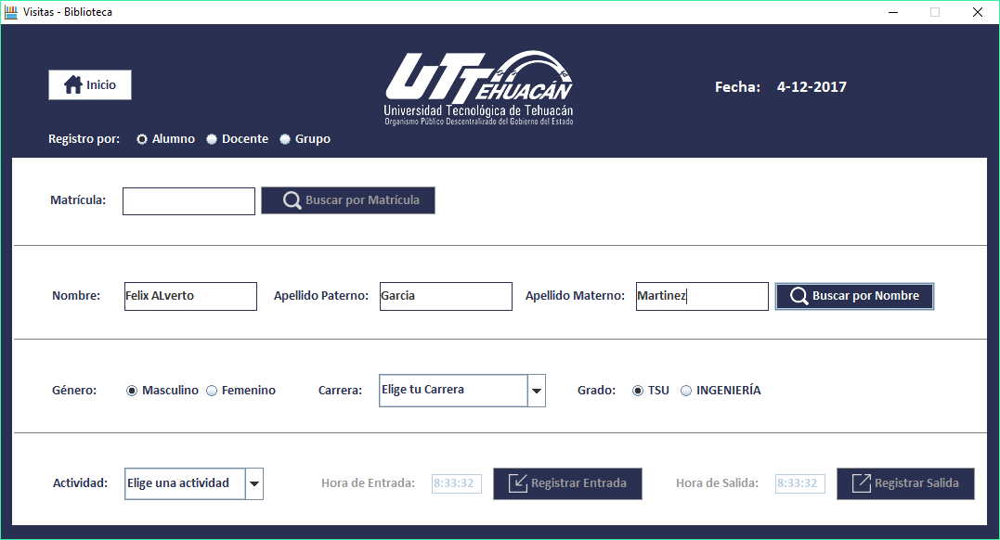 Visitas - Biblioteca
Inicio
UTTEHUACÁN
Universidad Tecnológica de Tehuacán
Organismo Público Descentralizado del Gobierno del Estado
Fecha: 4-12-2017
Registro por: Alumno Docente Grupo
Matrícula: Buscar por Matrícula
Nombre: Felix ALverto Apellido Paterno: Garcia Apellido Materno: Martinez Buscar por Nombre
Género: Masculino Femenino Carrera: Elige tu Carrera Grado: TSU INGENIERÍA
Actividad: Elige una actividad Hora de Entrada: 8:33:32 Registrar Entrada Hora de Salida: 8:33:32 Registrar Salida